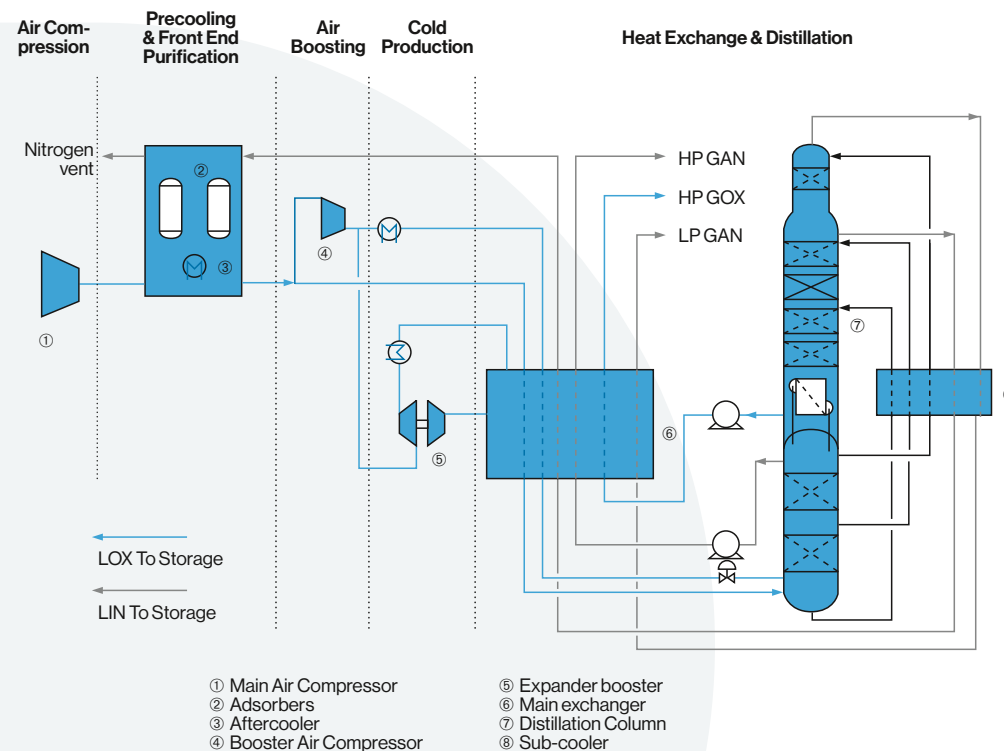 Air Com-
pression
Precooling
& Front End
Purification
Air
Boosting
Cold
Production
Heat Exchange & Distillation
Nitrogen
vent
②
③
①
④
⑤
HP GAN
HP GOX
LP GAN
⑦
⑥
LOX To Storage
LIN To Storage
① Main Air Compressor
② Adsorbers
③ Aftercooler
④ Booster Air Compressor
⑤ Expander booster
⑥ Main exchanger
⑦ Distillation Column
⑧ Sub-cooler